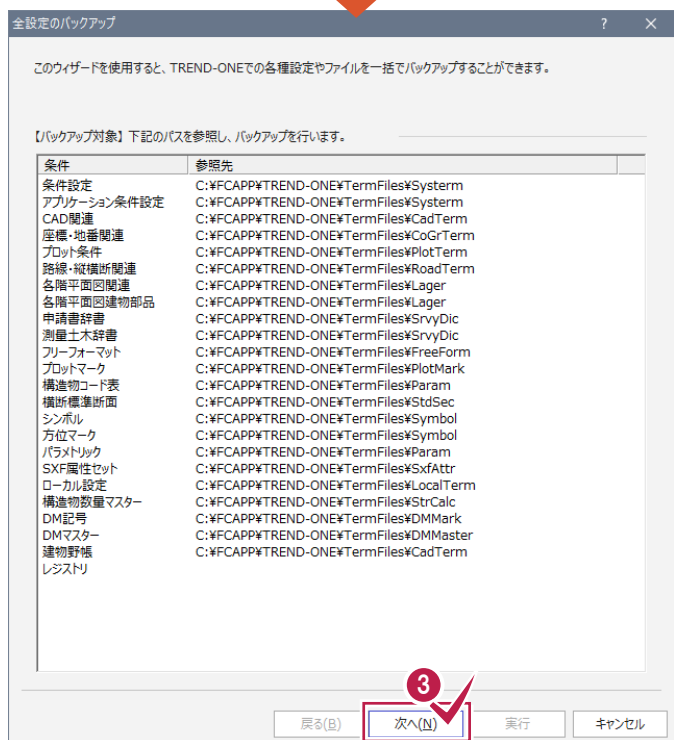 全設定のバックアップ ? ×
このウィザードを使用すると、TREND-ONEでの各種設定やファイルを一括でバックアップすることができます。
【バックアップ対象】下記のパスを参照し、バックアップを行います。
条件 参照先
条件設定 C:¥FCAPP¥TREND-ONE¥TermFiles¥Systerm
アプリケーション条件設定 C:¥FCAPP¥TREND-ONE¥TermFiles¥Systerm
CAD関連 C:¥FCAPP¥TREND-ONE¥TermFiles¥CadTerm
座標・地番関連 C:¥FCAPP¥TREND-ONE¥TermFiles¥CoGrTerm
プロット条件 C:¥FCAPP¥TREND-ONE¥TermFiles¥PlotTerm
路線・縦横断関連 C:¥FCAPP¥TREND-ONE¥TermFiles¥RoadTerm
各階平面図関連 C:¥FCAPP¥TREND-ONE¥TermFiles¥Lager
各階平面図建物部品 C:¥FCAPP¥TREND-ONE¥TermFiles¥Lager
申請書辞書 C:¥FCAPP¥TREND-ONE¥TermFiles¥SrvyDic
測量土木辞書 C:¥FCAPP¥TREND-ONE¥TermFiles¥SrvyDic
フリーフォーマット C:¥FCAPP¥TREND-ONE¥TermFiles¥FreeForm
プロットマーク C:¥FCAPP¥TREND-ONE¥TermFiles¥PlotMark
構造物コード表 C:¥FCAPP¥TREND-ONE¥TermFiles¥Param
横断標準断面 C:¥FCAPP¥TREND-ONE¥TermFiles¥StdSec
シンボル C:¥FCAPP¥TREND-ONE¥TermFiles¥Symbol
方位マーク C:¥FCAPP¥TREND-ONE¥TermFiles¥Symbol
パラメトリック C:¥FCAPP¥TREND-ONE¥TermFiles¥Param
SXF属性セット C:¥FCAPP¥TREND-ONE¥TermFiles¥SxfAttr
ローカル設定 C:¥FCAPP¥TREND-ONE¥TermFiles¥LocalTerm
構造物数量マスター C:¥FCAPP¥TREND-ONE¥TermFiles¥StrCalc
DM記号 C:¥FCAPP¥TREND-ONE¥TermFiles¥DMMark
DMマスター C:¥FCAPP¥TREND-ONE¥TermFiles¥DMMaster
建物野帳 C:¥FCAPP¥TREND-ONE¥TermFiles¥CadTerm
レジストリ
3
戻る(B) 次へ(N) 実行 キャンセル